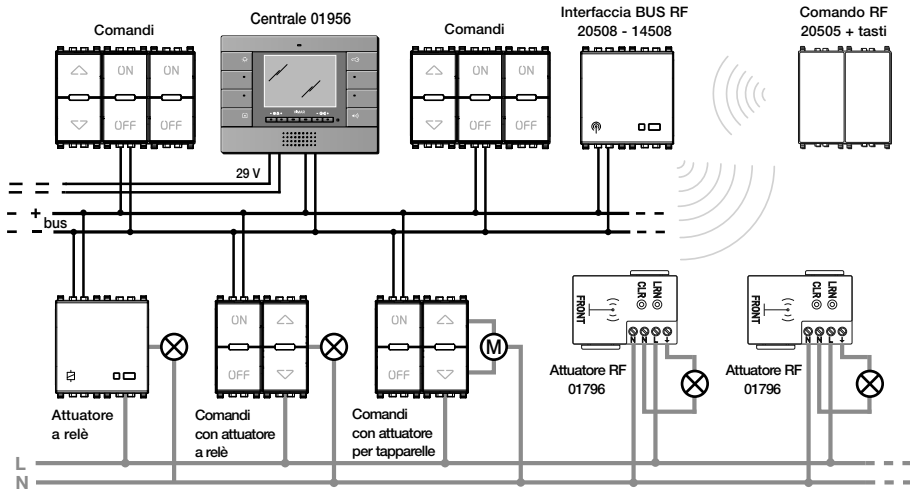 Comandi
Centrale 01956
Comandi
Interfaccia BUS RF
20508 - 14508
Comando RF
20505 + tasti
ON ON
OFF OFF
ON ON
OFF OFF
29 V
+
bus
–
ON
OFF
ON
OFF
M
FRONT
CLR
LRN
N N L
FRONT
CLR
LRN
N N L
Attuatore
a relè
Comandi
con attuatore
a relè
Comandi
con attuatore
per tapparelle
Attuatore RF
01796
Attuatore RF
01796
L
N